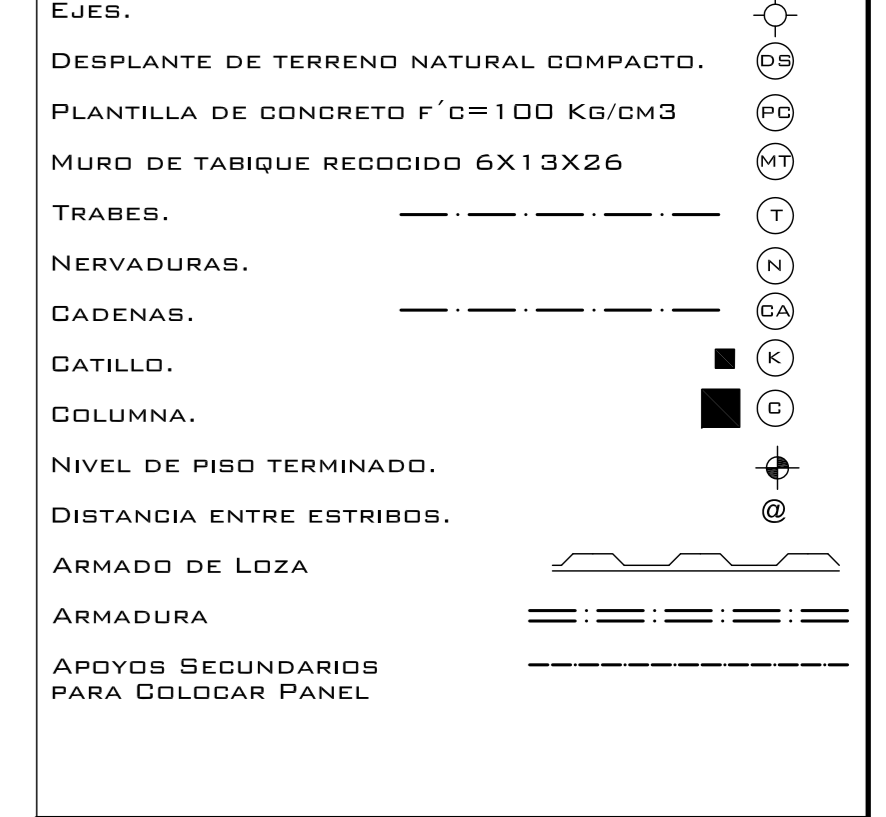 EJES.
DESPLANTE DE TERRENO NATURAL COMPACTO. DS
PLANTILLA DE CONCRETO F´C=100 KG/CM3 PC
MURO DE TABIQUE RECOCIDO 6X13X26 MT
TRABES. T
NERVADURAS. N
CADENAS. CA
CATILLO. K
COLUMNA. C
NIVEL DE PISO TERMINADO.
DISTANCIA ENTRE ESTRIBOS. @
ARMADO DE LOZA
ARMADURA
APOYOS SECUNDARIOS
PARA COLOCAR PANEL